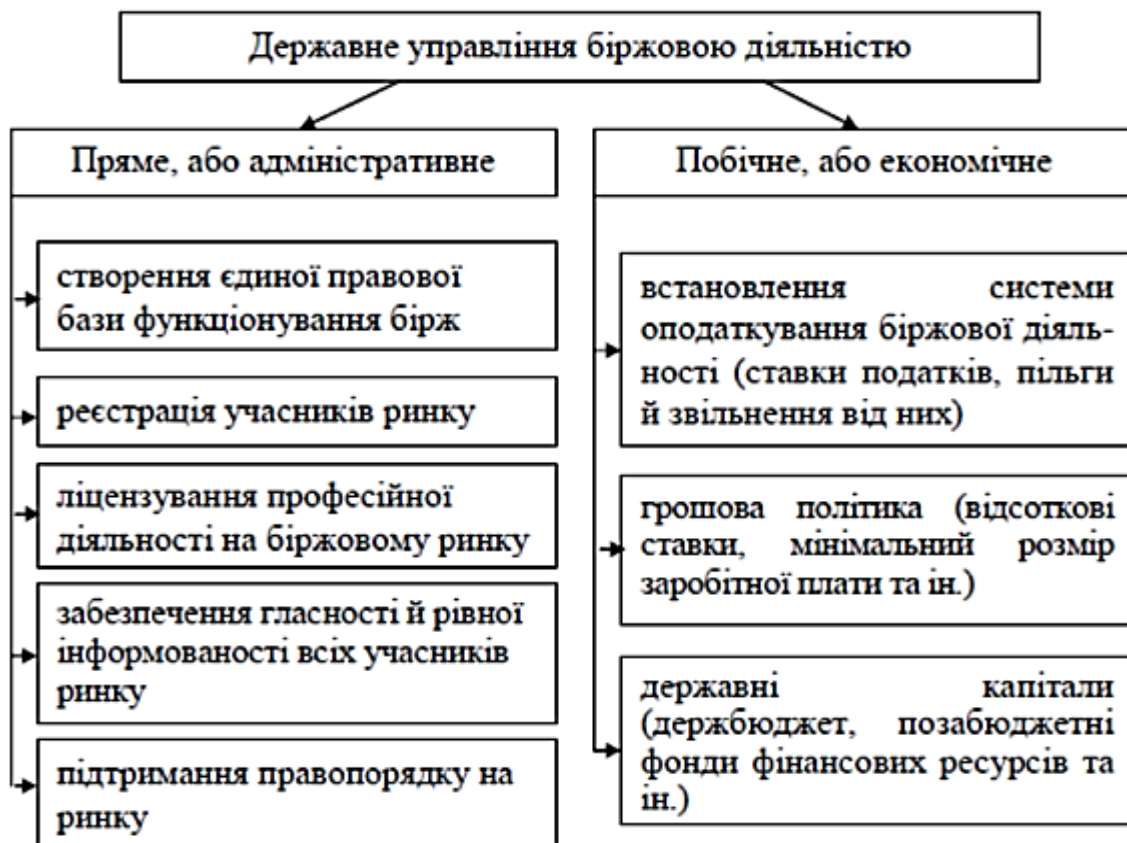 Державне управління біржовою діяльністю
Пряме, або адміністративне
створення єдиної правової
бази функціонування бірж
реєстрація учасників ринку
ліцензування професійної
діяльності на біржовому ринку
забезпечення гласності й рівної
інформованості всіх учасників
ринку
підтримання правопорядку на
ринку
Побічне, або економічне
встановлення системи
оподаткування біржової діяль-
ності (ставки податків, пільги
й звільнення від них)
грошова політика (відсоткові
ставки, мінімальний розмір
заробітної плати та ін.)
державні капітали
(держбюджет, позабюджетні
фонди фінансових ресурсів та
ін.)